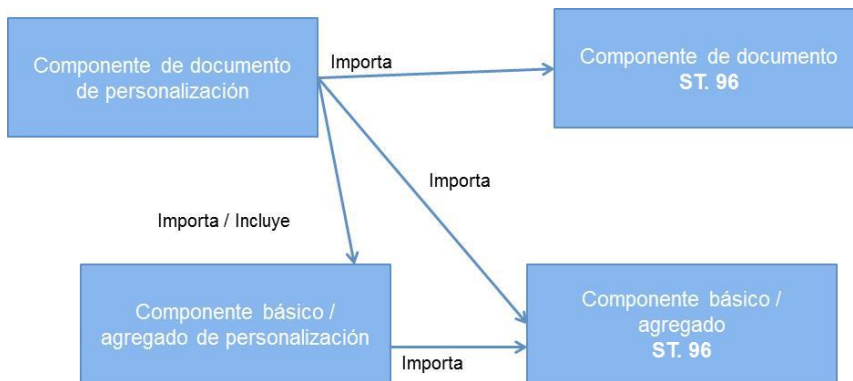 Componente de documento
de personalización
Importa
Componente de documento
ST. 96
Importa
Importa / Incluye
Componente básico /
agregado de personalización
Importa
Componente básico /
agregado
ST. 96